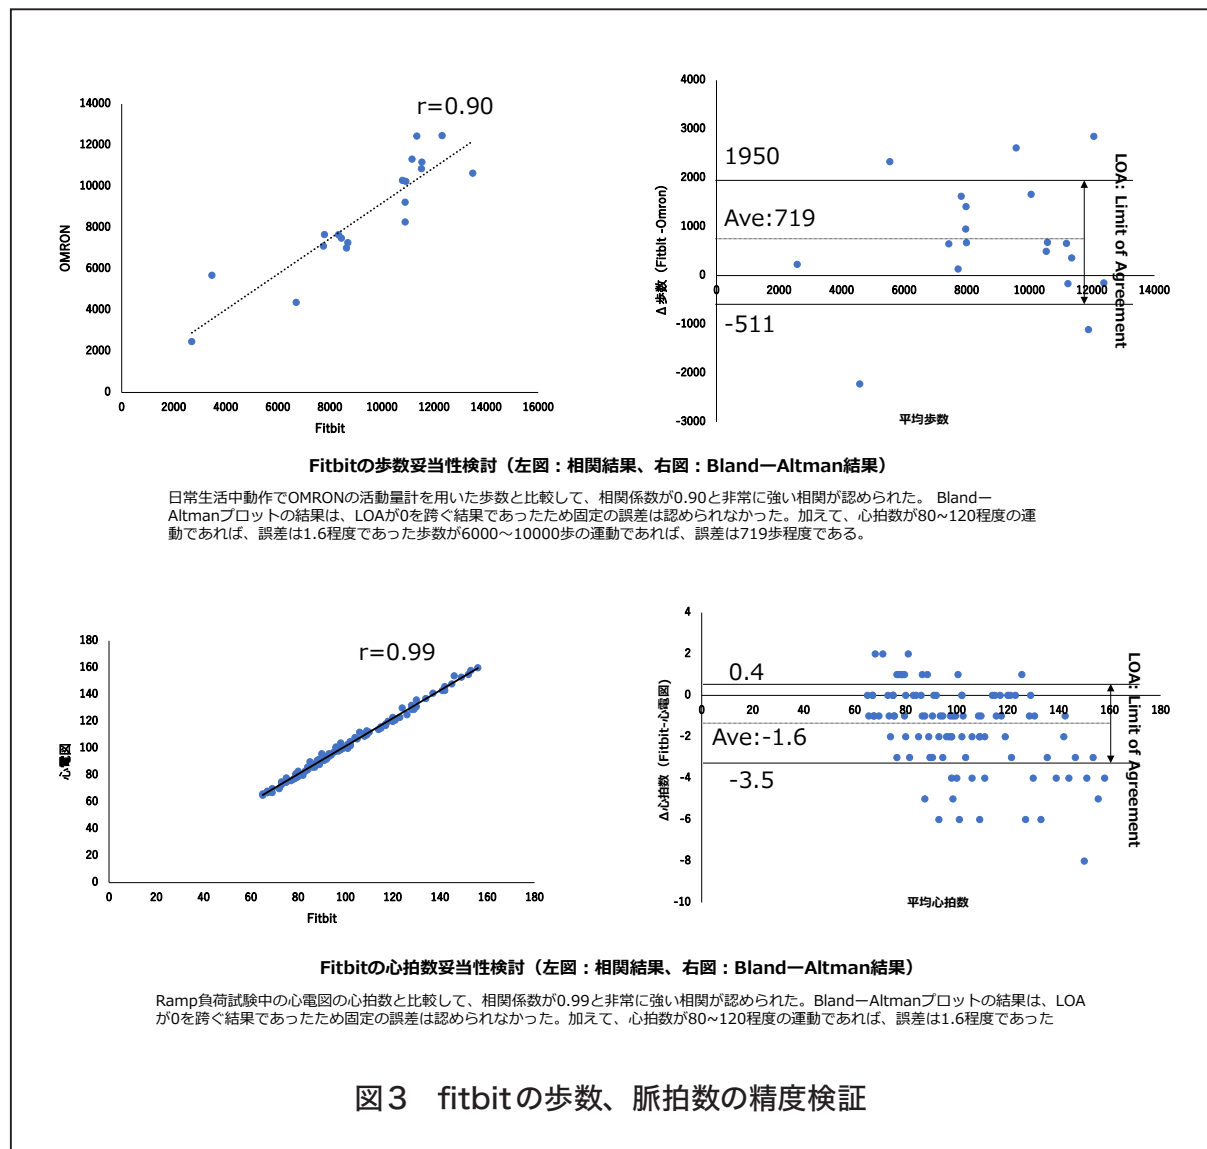 r=0.90
OMRON
14000
12000
10000
8000
6000
4000
2000
0
0 2000 4000 6000 8000 10000 12000 14000 16000
Fitbit
4000
3000
2000
1000
0
-1000
-2000
-3000
0 2000 4000 6000 8000 10000 12000 14000
1950
Ave:719
-511
Δ歩数（Fitbit -Omron）
平均歩数
LOA: Limit of Agreement
Fitbitの歩数妥当性検討（左図：相関結果、右図：BlandーAltman結果）
日常生活中動作でOMRONの活動量計を用いた歩数と比較して、相関係数が0.90と非常に強い相関が認められた。 Blandー
Altmanプロットの結果は、LOAが0を跨ぐ結果であったため固定の誤差は認められなかった。加えて、心拍数が80~120程度の運
動であれば、誤差は1.6程度であった歩数が6000～10000歩の運動であれば、誤差は719歩程度である。
r=0.99
心電図
180
160
140
120
100
80
60
40
20
0
0 20 40 60 80 100 120 140 160 180
Fitbit
4
2
0
-2
-4
-6
-8
-10
0 20 40 60 80 100 120 140 160 180
0.4
Ave:-1.6
-3.5
Δ心拍数（Fitbit-心電図）
平均心拍数
LOA: Limit of Agreement
Fitbitの心拍数妥当性検討（左図：相関結果、右図：BlandーAltman結果）
Ramp負荷試験中の心電図の心拍数と比較して、相関係数が0.99と非常に強い相関が認められた。BlandーAltmanプロットの結果は、LOA
が0を跨ぐ結果であったため固定の誤差は認められなかった。加えて、心拍数が80~120程度の運動であれば、誤差は1.6程度であった
図3　fitbitの歩数、脈拍数の精度検証